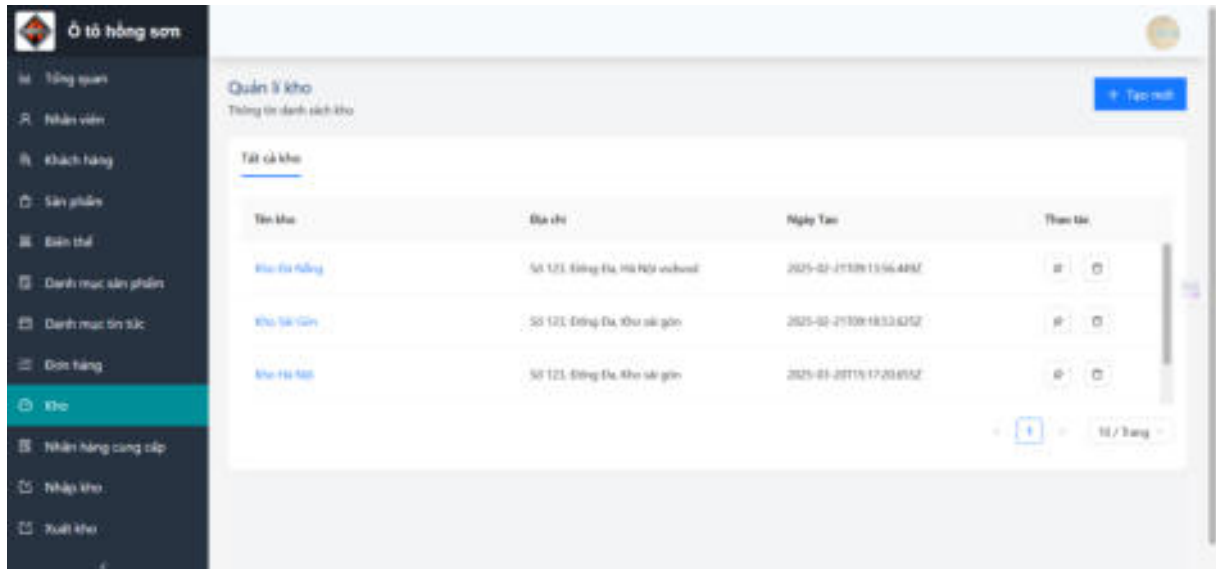 Ô tô hồng sơn
Tổng quan
Nhân viên
Khách hàng
Sản phẩm
Biến thể
Danh mục sản phẩm
Danh mục tin tức
Đơn hàng
Kho
Nhãn hàng cung cấp
Nhập kho
Xuất kho
Quản lí kho
Thông tin danh sách kho
+ Tạo mới
Tất cả kho
Tên kho Địa chỉ Ngày Tạo Thao tác
Kho Đà Nẵng Số 123, Đống Đa, Hà Nội
Kho Sài Gòn Số 123, Đống Đa, Kho sài gòn
Kho Hà Nội Số 123, Đống Đa, Kho sài gòn
1 10 / Trang